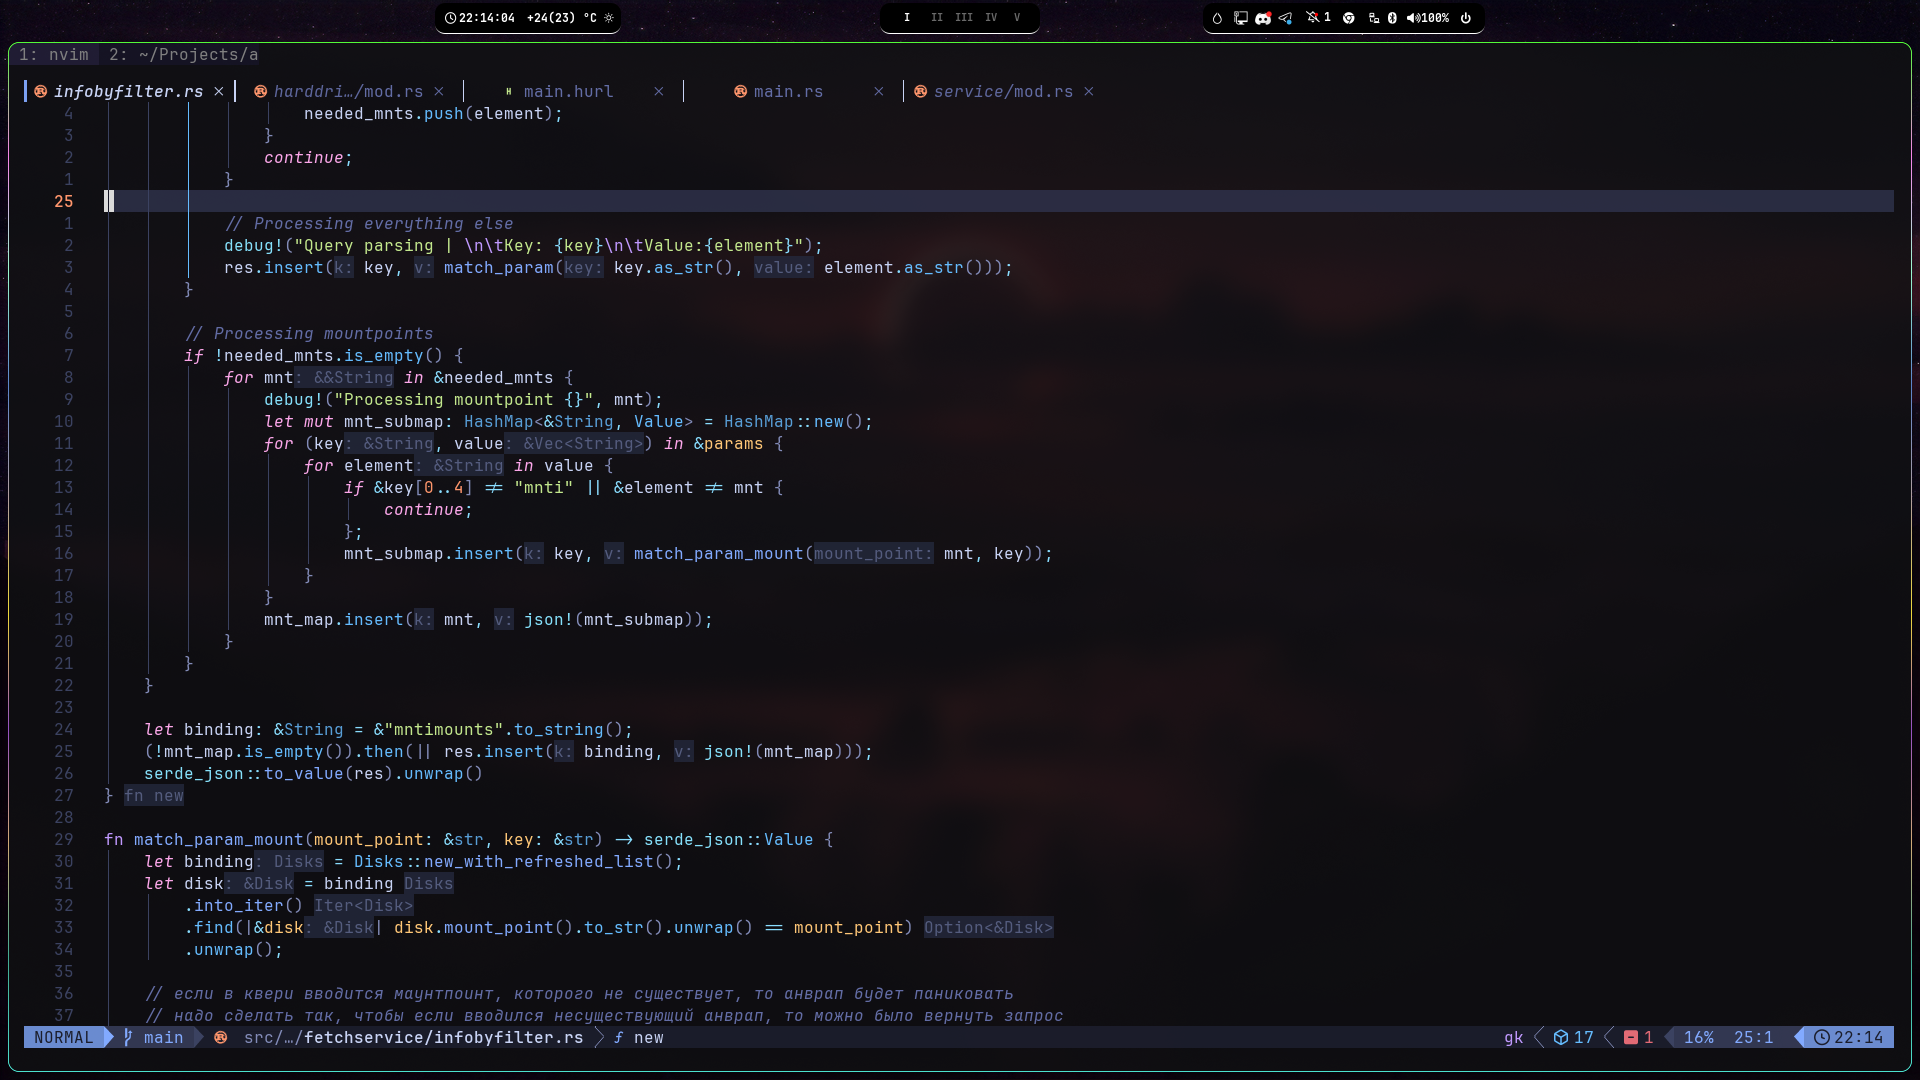 22:14:04 +24(23) °C
I II III IV V
1 100%
1: nvim 2: ~/Projects/a
infobyfilter.rs × harddri…/mod.rs × H main.hurl × main.rs × service/mod.rs ×
4 needed_mnts.push(element);
3 }
2 continue;
1 }
25
1 // Processing everything else
2 debug!("Query parsing | \n\tKey: {key}\n\tValue:{element}");
3 res.insert(k: key, v: match_param(key: key.as_str(), value: element.as_str()));
4 }
5
6 // Processing mountpoints
7 if !needed_mnts.is_empty() {
8 for mnt: &&String in &needed_mnts {
9 debug!("Processing mountpoint {}", mnt);
10 let mut mnt_submap: HashMap<&String, Value> = HashMap::new();
11 for (key: &String, value: &Vec<String>) in &params {
12 for element: &String in value {
13 if &key[0..4] != "mnti" || &element != mnt {
14 continue;
15 };
16 mnt_submap.insert(k: key, v: match_param_mount(mount_point: mnt, key));
17 }
18 }
19 mnt_map.insert(k: mnt, v: json!(mnt_submap));
20 }
21 }
22 }
23
24 let binding: &String = &"mntimounts".to_string();
25 (!mnt_map.is_empty()).then(|| res.insert(k: binding, v: json!(mnt_map)));
26 serde_json::to_value(res).unwrap()
27 } fn new
28
29 fn match_param_mount(mount_point: &str, key: &str) -> serde_json::Value {
30 let binding: Disks = Disks::new_with_refreshed_list();
31 let disk: &Disk = binding Disks
32 .into_iter() Iter<Disk>
33 .find(|&disk: &Disk| disk.mount_point().to_str().unwrap() == mount_point) Option<&Disk>
34 .unwrap();
35
36 // если в квери вводится маунтпоинт, которого не существует, то анврап будет паниковать
37 // надо сделать так, чтобы если вводился несуществующий анврап, то можно было вернуть запрос
NORMAL main src/…/fetchservice/infobyfilter.rs f new gk 17 1 16% 25:1 22:14